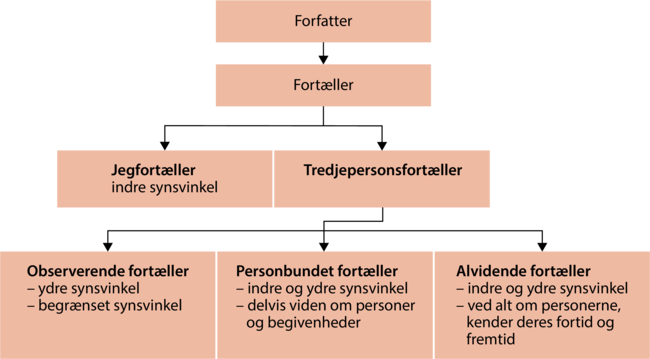 Forfatter
Fortæller
Jegfortæller
indre synsvinkel
Tredjepersonsfortæller
Observerende fortæller
– ydre synsvinkel
– begrænset synsvinkel
Personbundet fortæller
– indre og ydre synsvinkel
– delvis viden om personer
og begivenheder
Alvidende fortæller
– indre og ydre synsvinkel
– ved alt om personerne,
kender deres fortid og
fremtid